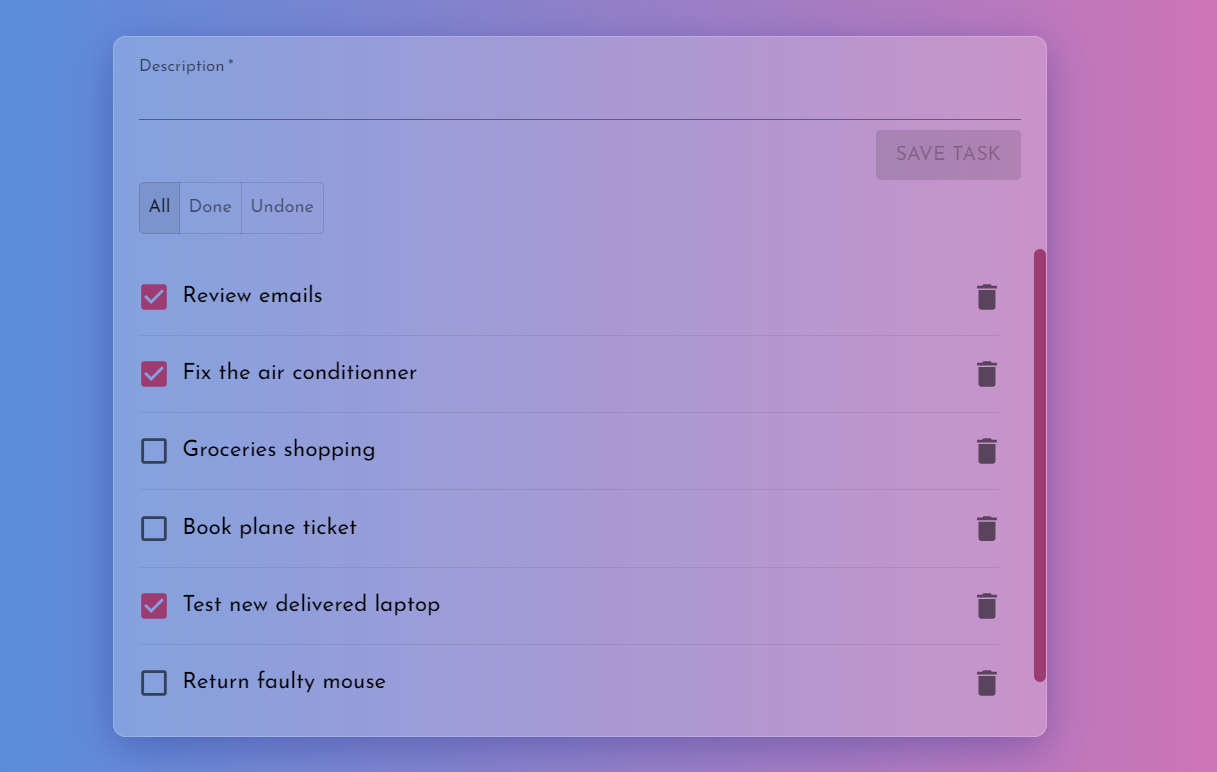 Description *
SAVE TASK
All Done Undone
Review emails
Fix the air conditionner
Groceries shopping
Book plane ticket
Test new delivered laptop
Return faulty mouse